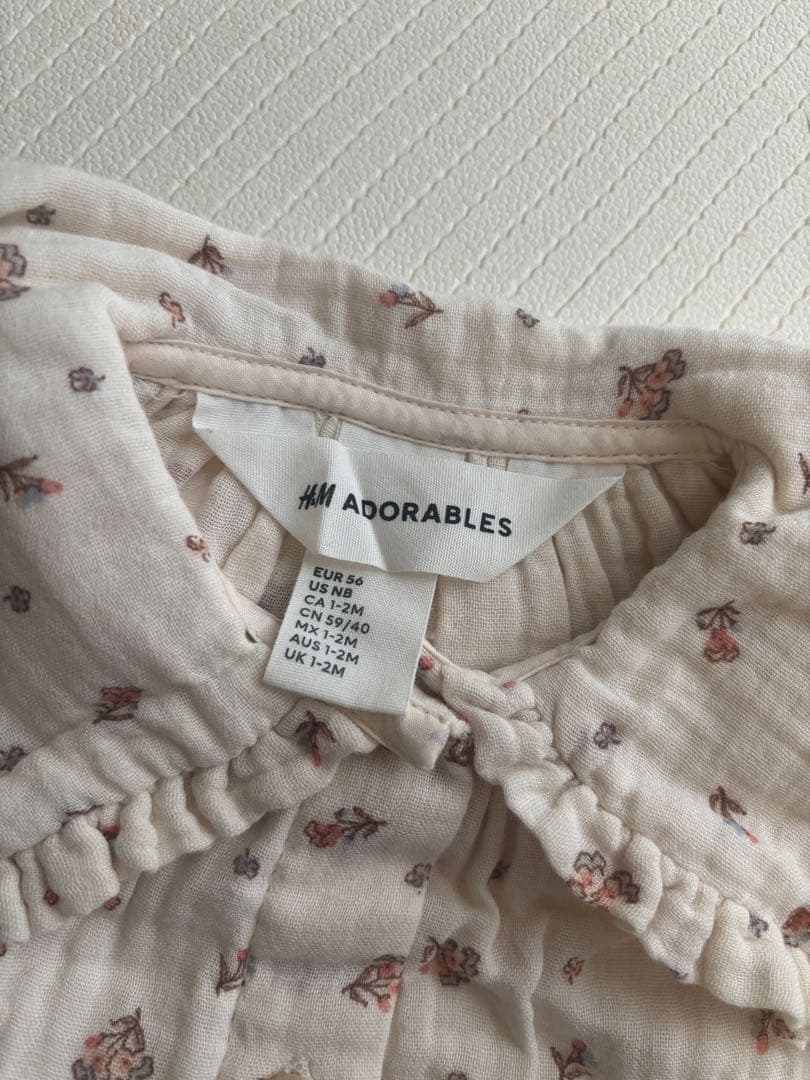 H&M ADORABLES
EUR 56
US NB
CA 1-2M
CN 59/40
MX 1-2M
AUS 1-2M
UK 1-2M